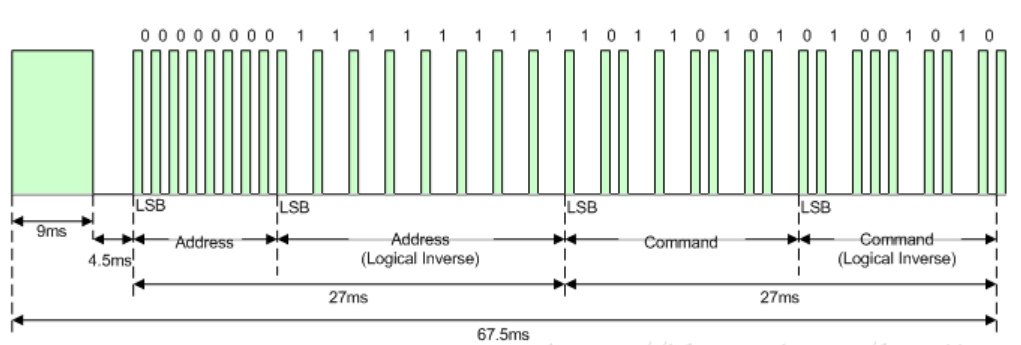 0 0 0 0 0 0 0 0 1 1 1 1 1 1 1 1 1 0 1 1 0 1 0 1 0 1 0 0 1 0 1 0
LSB LSB LSB LSB
9ms
4.5ms
Address
Address
(Logical Inverse)
Command
Command
(Logical Inverse)
27ms 27ms
67.5ms